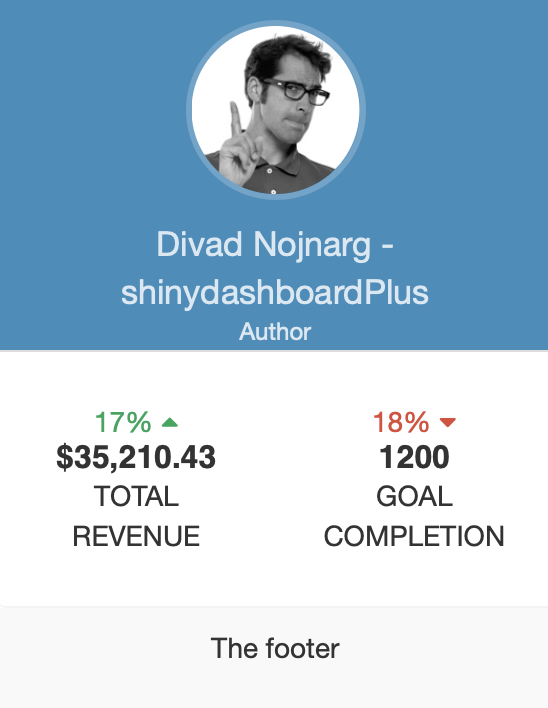 Divad Nojnarg -
shinydashboardPlus
Author
17%
$35,210.43
TOTAL
REVENUE
18%
1200
GOAL
COMPLETION
The footer